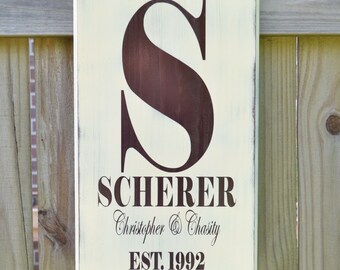 S
SCHERER
Christopher & Chasity
EST. 1992